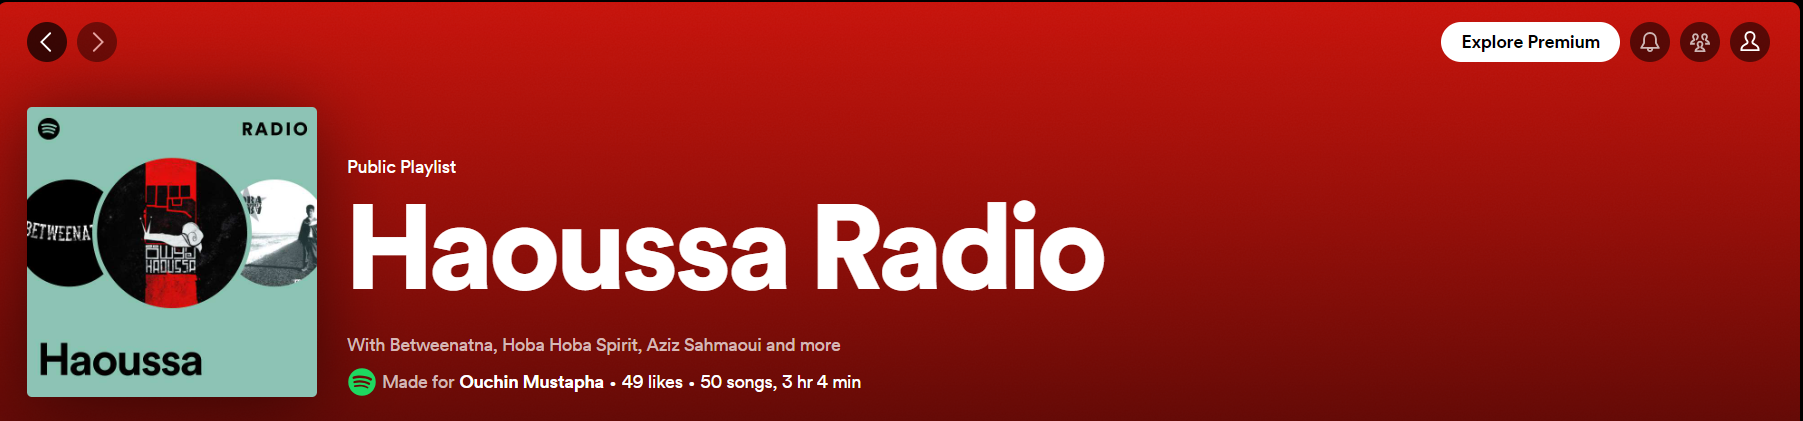 Explore Premium
RADIO
BETWEENAT
HAOUSSA
Haoussa
Public Playlist
Haoussa Radio
With Betweenatna, Hoba Hoba Spirit, Aziz Sahmaoui and more
Made for Ouchin Mustapha • 49 likes • 50 songs, 3 hr 4 min